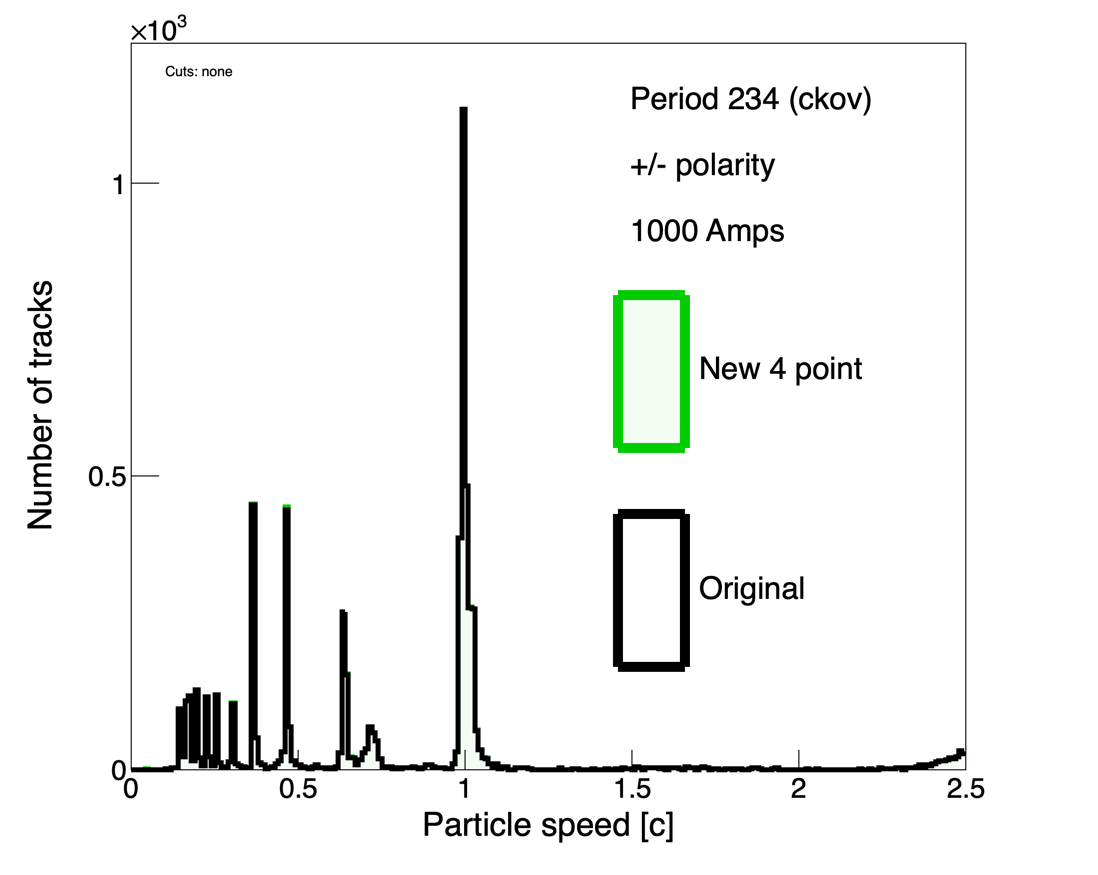 ×10³
Cuts: none
Period 234 (ckov)
+/- polarity
1000 Amps
New 4 point
Original
Number of tracks
1
0.5
0
0 0.5 1 1.5 2 2.5
Particle speed [c]